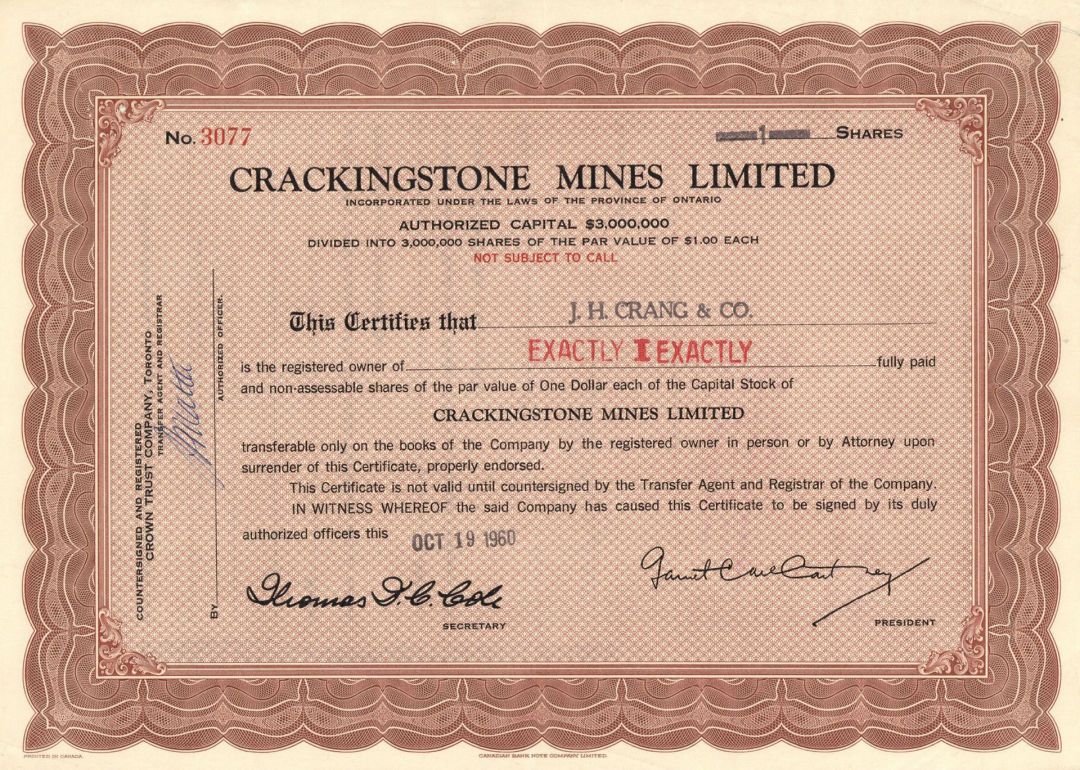 No. 3077
1 SHARES
CRACKINGSTONE MINES LIMITED
INCORPORATED UNDER THE LAWS OF THE PROVINCE OF ONTARIO
AUTHORIZED CAPITAL $3,000,000
DIVIDED INTO 3,000,000 SHARES OF THE PAR VALUE OF $1.00 EACH
NOT SUBJECT TO CALL
This Certifies that J. H. CRANG & CO.
is the registered owner of EXACTLY 1 EXACTLY fully paid
and non-assessable shares of the par value of One Dollar each of the Capital Stock of
CRACKINGSTONE MINES LIMITED
transferable only on the books of the Company by the registered owner in person or by Attorney upon
surrender of this Certificate, properly endorsed.
This Certificate is not valid until countersigned by the Transfer Agent and Registrar of the Company.
IN WITNESS WHEREOF the said Company has caused this Certificate to be signed by its duly
authorized officers this OCT 19 1960
Thomas F. C. Cole
SECRETARY
PRESIDENT
COUNTERSIGNED AND REGISTERED
CROWN TRUST COMPANY, TORONTO
TRANSFER AGENT AND REGISTRAR
By
AUTHORIZED OFFICER.
PRINTED IN CANADA
CANADIAN BANK NOTE COMPANY LIMITED.